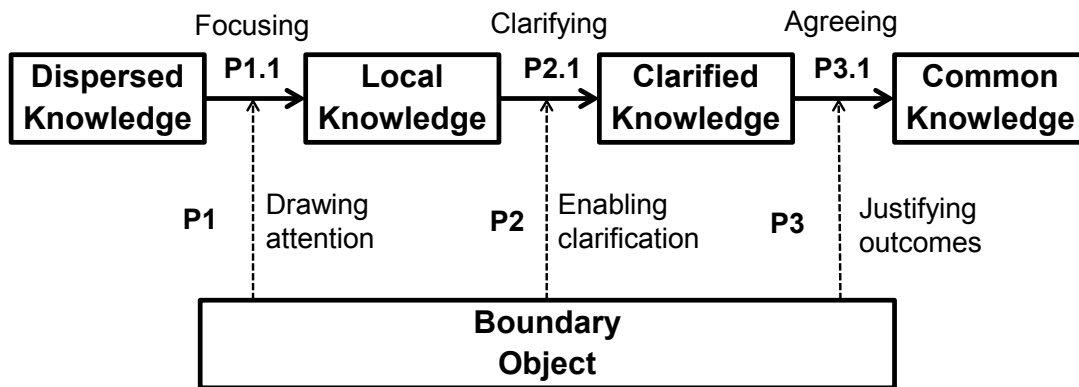 Focusing
Clarifying
Agreeing
P1.1
P2.1
P3.1
Dispersed
Knowledge
Local
Knowledge
Clarified
Knowledge
Common
Knowledge
P1
Drawing
attention
P2
Enabling
clarification
P3
Justifying
outcomes
Boundary
Object